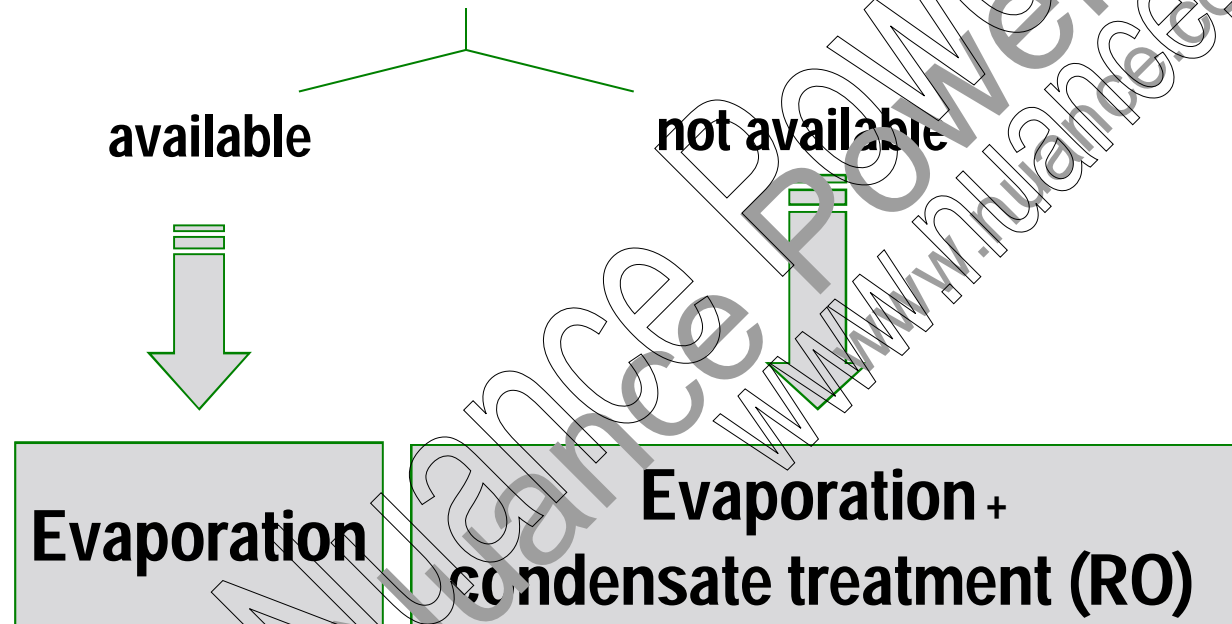 available
not available
Evaporation
Evaporation +
condensate treatment (RO)
Nuance Power
www.nuance.co